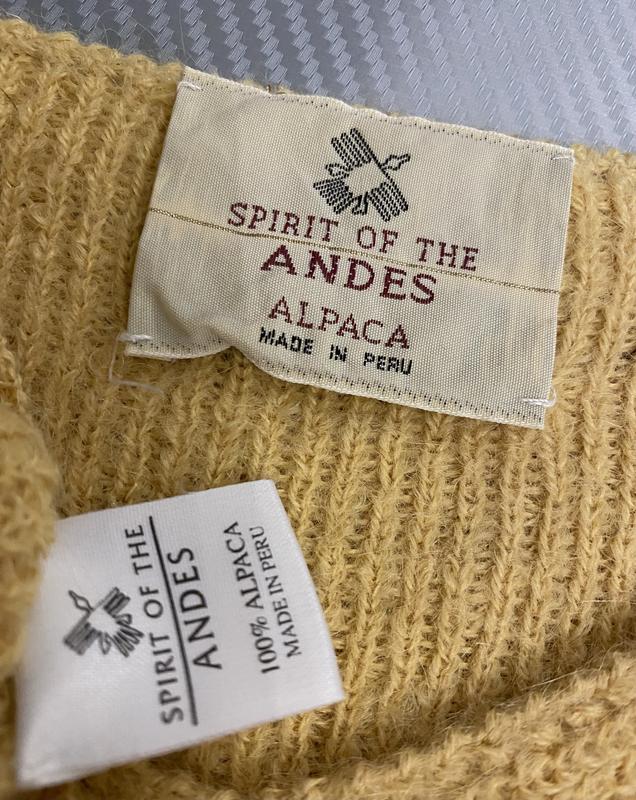 SPIRIT OF THE
ANDES
ALPACA
MADE IN PERU
SPIRIT OF THE
ANDES
100% ALPACA
MADE IN PERU